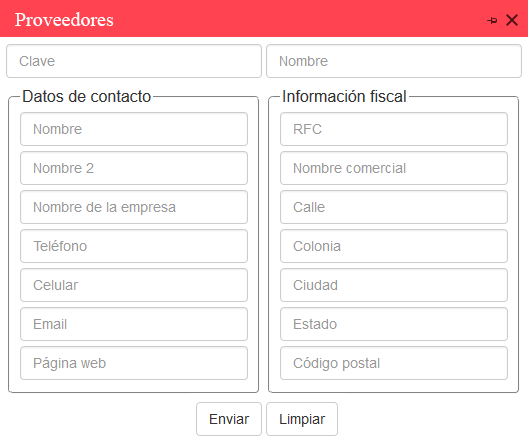 Proveedores
Clave
Nombre
Datos de contacto
Nombre
Nombre 2
Nombre de la empresa
Teléfono
Celular
Email
Página web
Información fiscal
RFC
Nombre comercial
Calle
Colonia
Ciudad
Estado
Código postal
Enviar
Limpiar